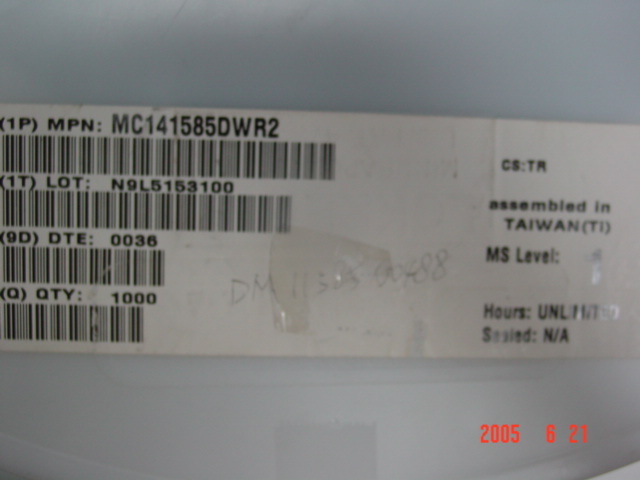 (1P) MPN: MC141585DWR2
CS:TR
(1T) LOT: N9L5153100
assembled in
TAIWAN(TI)
(9D) DTE: 0036
MS Level:
DM
(Q) QTY: 1000
Hours: UNLIMITED
Sealed: N/A
2005 6 21